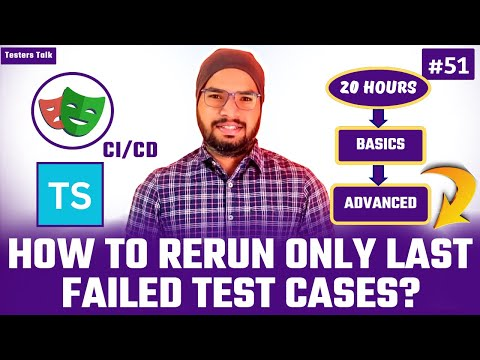 Testers Talk
#51
CI/CD
TS
20 HOURS
BASICS
ADVANCED
HOW TO RERUN ONLY LAST
FAILED TEST CASES?